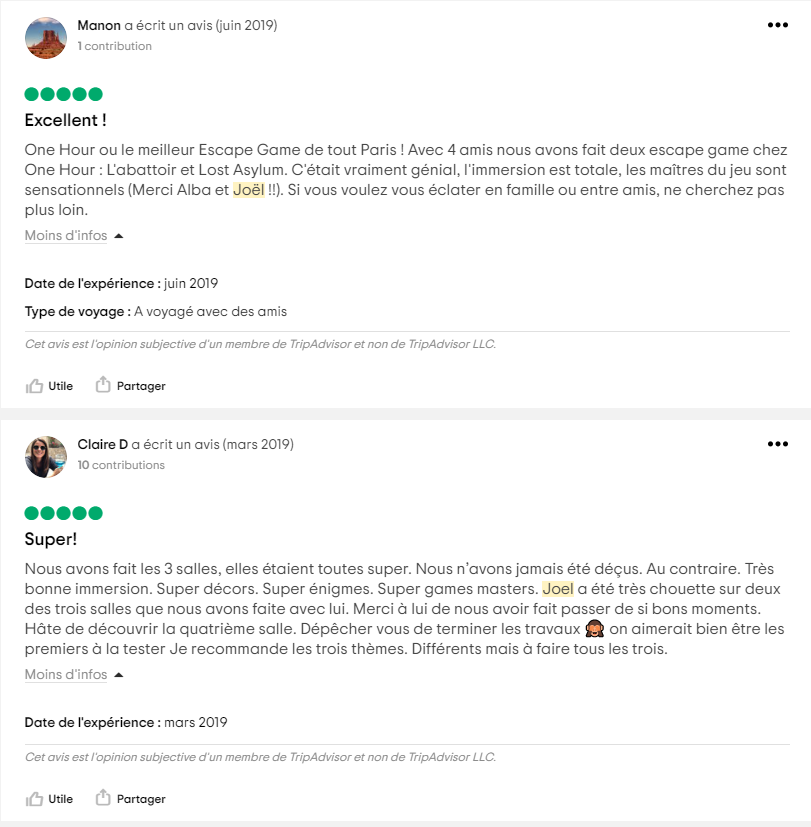 Manon a écrit un avis (juin 2019)
1 contribution
Excellent !
One Hour ou le meilleur Escape Game de tout Paris ! Avec 4 amis nous avons fait deux escape game chez
One Hour : L'abattoir et Lost Asylum. C'était vraiment génial, l'immersion est totale, les maîtres du jeu sont
sensationnels (Merci Alba et Joël !!). Si vous voulez vous éclater en famille ou entre amis, ne cherchez pas
plus loin.
Moins d'infos
Date de l'expérience : juin 2019
Type de voyage : A voyagé avec des amis
Cet avis est l'opinion subjective d'un membre de TripAdvisor et non de TripAdvisor LLC.
Utile Partager
Claire D a écrit un avis (mars 2019)
10 contributions
Super!
Nous avons fait les 3 salles, elles étaient toutes super. Nous n’avons jamais été déçus. Au contraire. Très
bonne immersion. Super décors. Super énigmes. Super games masters. Joel a été très chouette sur deux
des trois salles que nous avons faite avec lui. Merci à lui de nous avoir fait passer de si bons moments.
Hâte de découvrir la quatrième salle. Dépêcher vous de terminer les travaux 🙈 on aimerait bien être les
premiers à la tester Je recommande les trois thèmes. Différents mais à faire tous les trois.
Moins d'infos
Date de l'expérience : mars 2019
Cet avis est l'opinion subjective d'un membre de TripAdvisor et non de TripAdvisor LLC.
Utile Partager